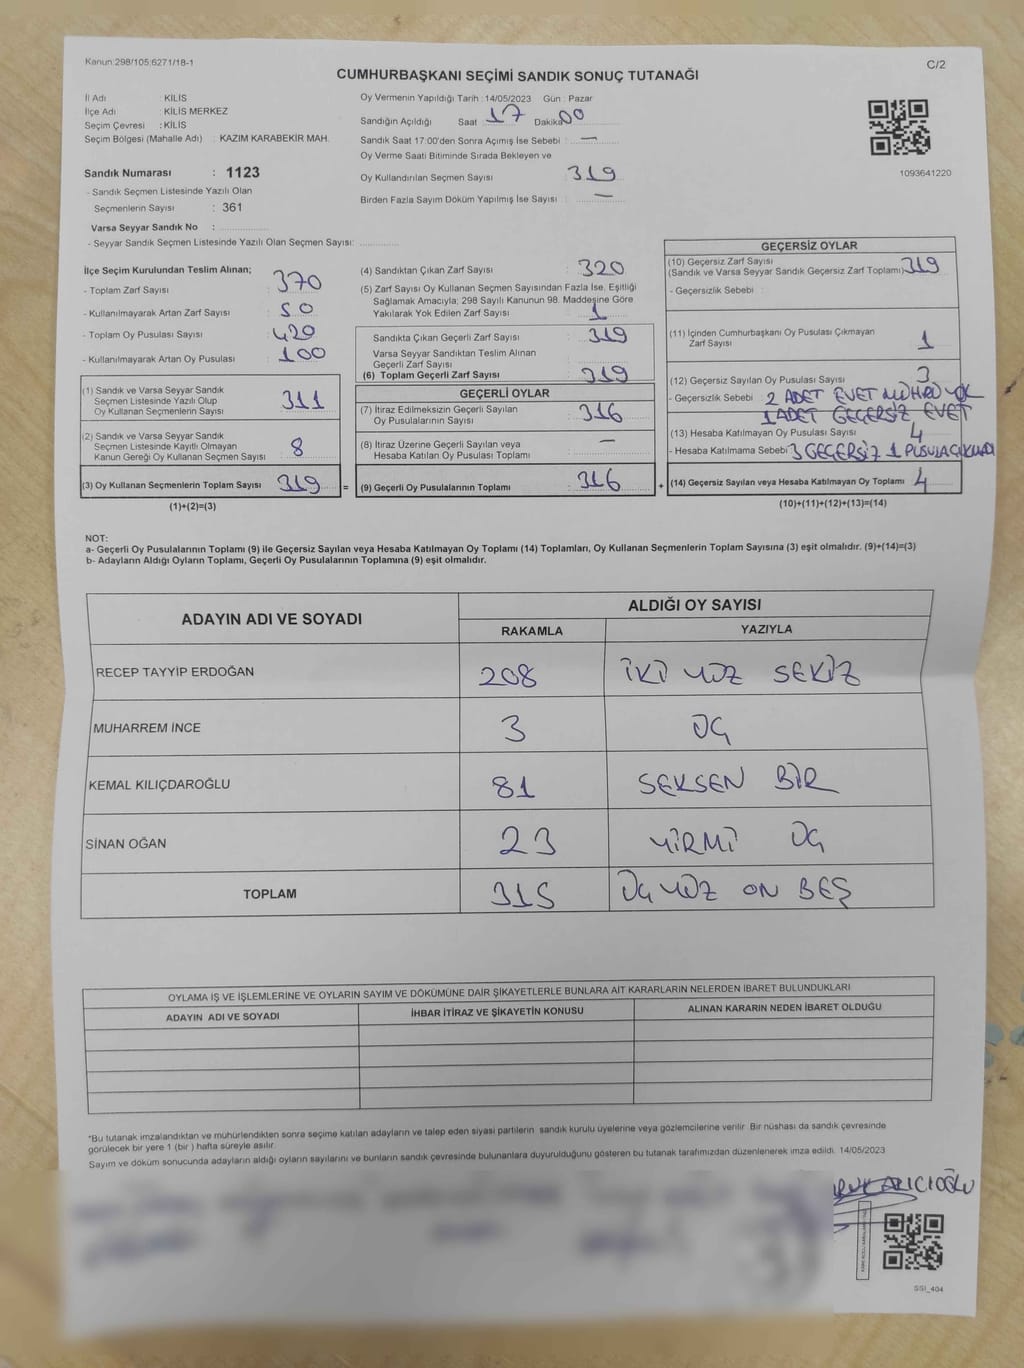 Kanun:298/105:6271/18-1
C/2
CUMHURBAŞKANI SEÇİMİ SANDIK SONUÇ TUTANAĞI
İl Adı : KİLİS
İlçe Adı : KİLİS MERKEZ
Seçim Çevresi : KİLİS
Seçim Bölgesi (Mahalle Adı) : KAZIM KARABEKİR MAH.
Sandık Numarası : 1123
- Sandık Seçmen Listesinde Yazılı Olan
Seçmenlerin Sayısı : 361
Varsa Seyyar Sandık No :
- Seyyar Sandık Seçmen Listesinde Yazılı Olan Seçmen Sayısı:
Oy Vermenin Yapıldığı Tarih : 14/05/2023 Gün : Pazar
Sandığın Açıldığı Saat : 17 Dakika 00
Sandık Saat 17:00'den Sonra Açımış İse Sebebi : —
Oy Verme Saati Bitiminde Sırada Bekleyen ve
Oy Kullandırılan Seçmen Sayısı : 319
Birden Fazla Sayım Döküm Yapılmış İse Sayısı : —
1093641220
İlçe Seçim Kurulundan Teslim Alınan;
- Toplam Zarf Sayısı : 370
- Kullanılmayarak Artan Zarf Sayısı : 50
- Toplam Oy Pusulası Sayısı : 420
- Kullanılmayarak Artan Oy Pusulası : 100
(1) Sandık ve Varsa Seyyar Sandık
Seçmen Listesinde Yazılı Olup
Oy Kullanan Seçmenlerin Sayısı : 311
(2) Sandık ve Varsa Seyyar Sandık
Seçmen Listesinde Kayıtlı Olmayan
Kanun Gereği Oy Kullanan Seçmen Sayısı : 8
(3) Oy Kullanan Seçmenlerin Toplam Sayısı : 319 =
(1)+(2)=(3)
(4) Sandıktan Çıkan Zarf Sayısı : 320
(5) Zarf Sayısı Oy Kullanan Seçmen Sayısından Fazla İse, Eşitliği
Sağlamak Amacıyla; 298 Sayılı Kanunun 98. Maddesine Göre
Yakılarak Yok Edilen Zarf Sayısı : 1
Sandıkta Çıkan Geçerli Zarf Sayısı : 319
Varsa Seyyar Sandıktan Teslim Alınan
Geçerli Zarf Sayısı
(6) Toplam Geçerli Zarf Sayısı : 319
GEÇERLİ OYLAR
(7) İtiraz Edilmeksizin Geçerli Sayılan
Oy Pusulalarının Sayısı : 316
(8) İtiraz Üzerine Geçerli Sayılan veya
Hesaba Katılan Oy Pusulaları Toplamı : —
(9) Geçerli Oy Pusulalarının Toplamı : 316 +
GEÇERSİZ OYLAR
(10) Geçersiz Zarf Sayısı
(Sandık ve Varsa Seyyar Sandık Geçersiz Zarf Toplamı) 319
- Geçersizlik Sebebi :
(11) İçinden Cumhurbaşkanı Oy Pusulası Çıkmayan
Zarf Sayısı : 1
(12) Geçersiz Sayılan Oy Pusulası Sayısı : 3
- Geçersizlik Sebebi : 2 ADET EVET MÜHRÜ YOK
1 ADET GEÇERSİZ EVET
(13) Hesaba Katılmayan Oy Pusulası Sayısı : 4
- Hesaba Katılmama Sebebi : 3 GEÇERSİZ 1 PUSULA ÇIKMADI
(14) Geçersiz Sayılan veya Hesaba Katılmayan Oy Toplamı : 4
(10)+(11)+(12)+(13)=(14)
NOT:
a- Geçerli Oy Pusulalarının Toplamı (9) ile Geçersiz Sayılan veya Hesaba Katılmayan Oy Toplamı (14) Toplamları, Oy Kullanan Seçmenlerin Toplam Sayısına (3) eşit olmalıdır. (9)+(14)=(3)
b- Adayların Aldığı Oyların Toplamı, Geçerli Oy Pusulalarının Toplamına (9) eşit olmalıdır.
ADAYIN ADI VE SOYADI ALDIĞI OY SAYISI
RAKAMLA YAZIYLA
RECEP TAYYİP ERDOĞAN 208 İKİ YÜZ SEKİZ
MUHARREM İNCE 3 ÜÇ
KEMAL KILIÇDAROĞLU 81 SEKSEN BİR
SİNAN OĞAN 23 YİRMİ ÜÇ
TOPLAM 315 ÜÇ YÜZ ON BEŞ
OYLAMA İŞ VE İŞLEMLERİNE VE OYLARIN SAYIM VE DÖKÜMÜNE DAİR ŞİKAYETLERLE BUNLARA AİT KARARLARIN NELERDEN İBARET BULUNDUKLARI
ADAYIN ADI VE SOYADI İHBAR İTİRAZ VE ŞİKAYETİN KONUSU ALINAN KARARIN NEDEN İBARET OLDUĞU
*Bu tutanak imzalandıktan ve mühürlendikten sonra seçime katılan adayların ve talep eden siyasi partilerin sandık kurulu üyelerine veya gözlemcilerine verilir. Bir nüshası da sandık çevresinde
görülecek bir yere 1 (bir) hafta süreyle asılır.
Sayım ve döküm sonucunda adayların aldığı oyların sayılarını ve bunların sandık çevresinde bulunanlara duyurulduğunu gösteren bu tutanak tarafımızdan düzenlenerek imza edildi. 14/05/2023
SSI_404